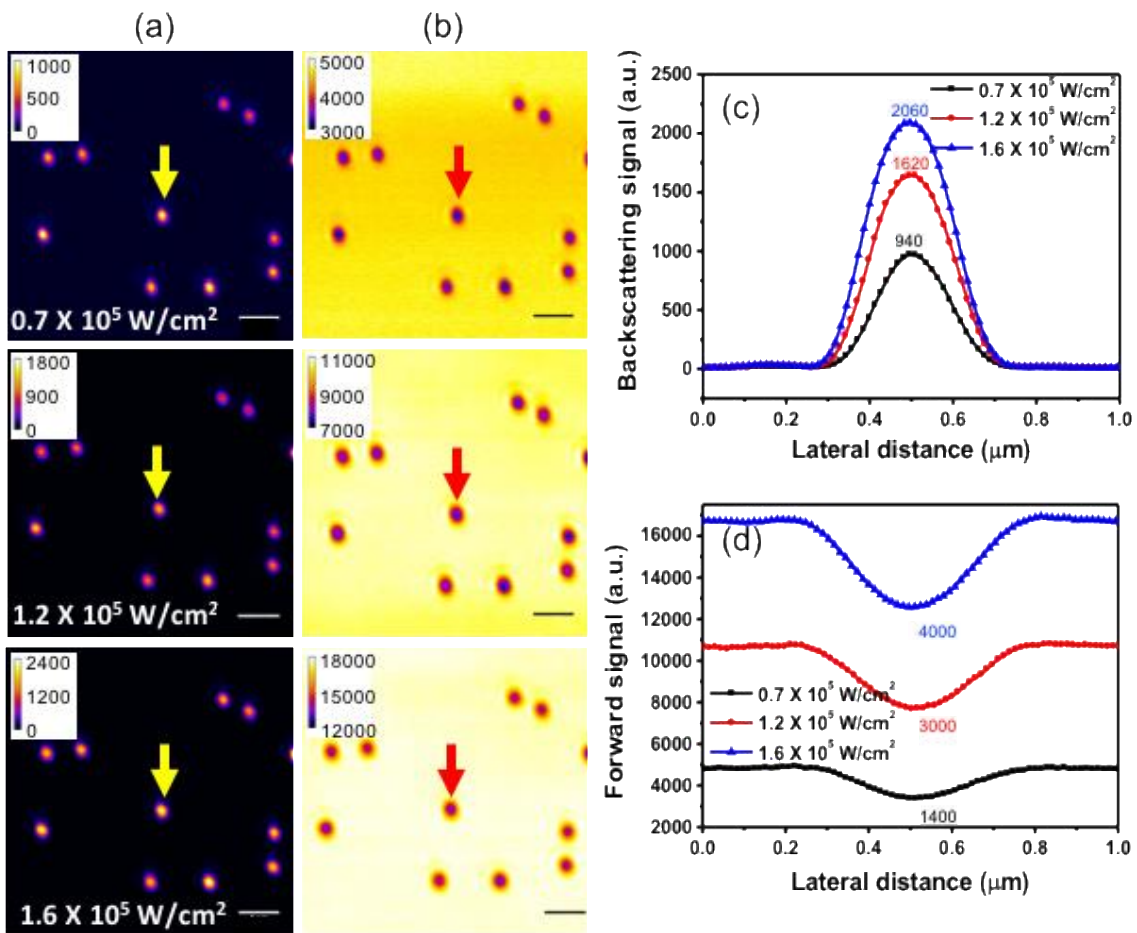 (a)
(b)
1000
500
0
0.7 X 10⁵ W/cm²
5000
4000
3000
1800
900
0
1.2 X 10⁵ W/cm²
11000
9000
7000
2400
1200
0
1.6 X 10⁵ W/cm²
18000
15000
12000
(c)
Backscattering signal (a.u.)
2500
2000
1500
1000
500
0
0.7 X 10⁵ W/cm²
1.2 X 10⁵ W/cm²
1.6 X 10⁵ W/cm²
2060
1620
940
0.0 0.2 0.4 0.6 0.8 1.0
Lateral distance (μm)
(d)
Forward signal (a.u.)
16000
14000
12000
10000
8000
6000
4000
2000
4000
0.7 X 10⁵ W/cm²
1.2 X 10⁵ W/cm²
3000
1.6 X 10⁵ W/cm²
1400
0.0 0.2 0.4 0.6 0.8 1.0
Lateral distance (μm)